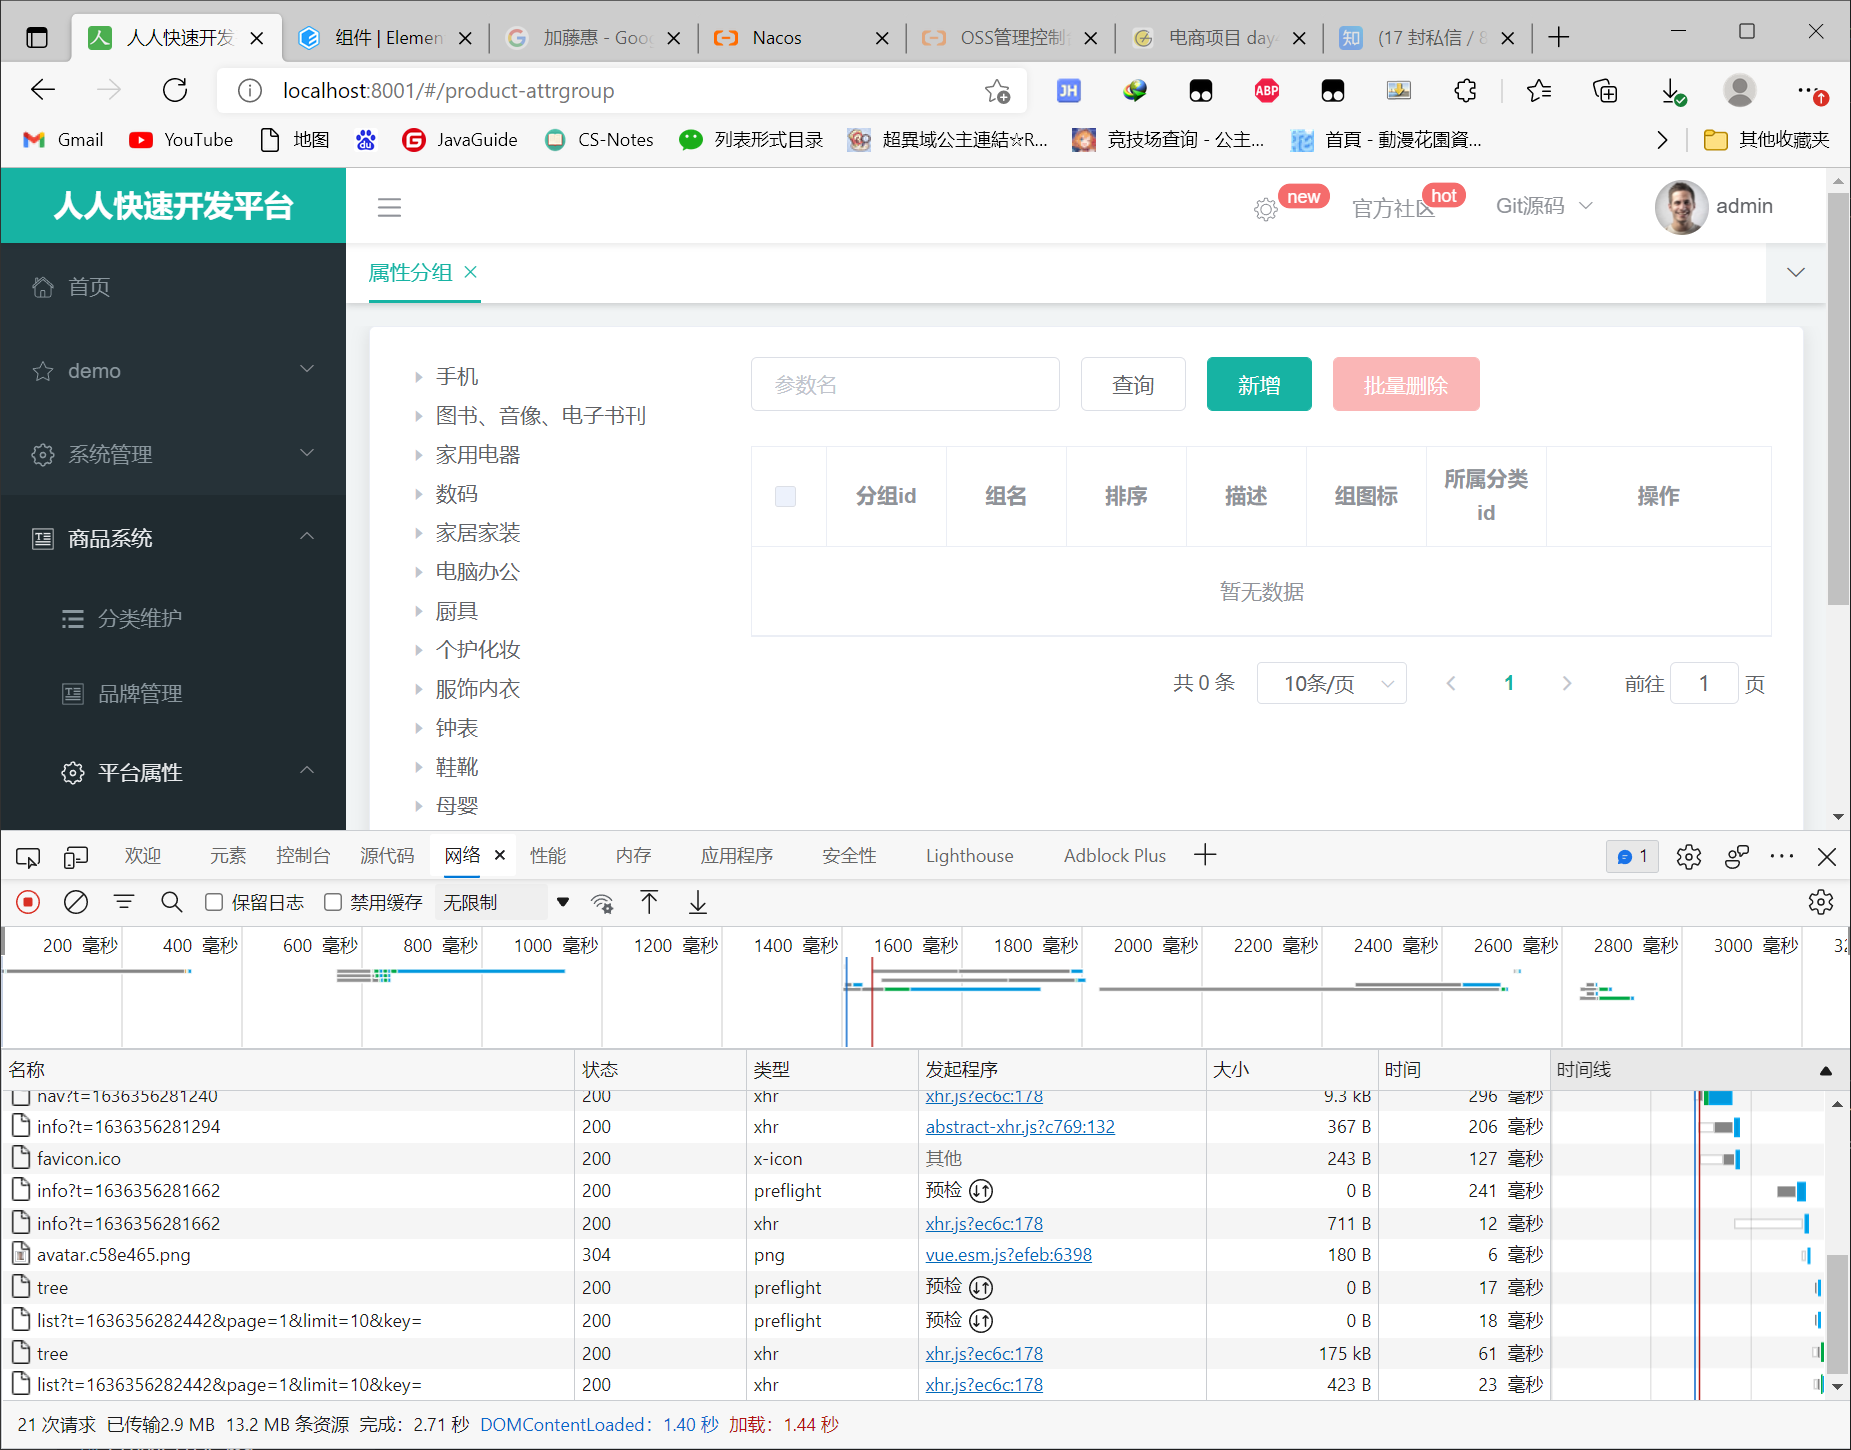 人人快速开发
组件 | Elemen
加藤惠 - Goo
Nacos
OSS管理控制
电商项目 day
(17 封私信 / 8
localhost:8001/#/product-attrgroup
JH
ABP
Gmail
YouTube
地图
JavaGuide
CS-Notes
列表形式目录
超異域公主連結☆R...
竞技场查询 - 公主...
首頁 - 動漫花園資...
其他收藏夹
人人快速开发平台
new
官方社区
hot
Git源码
admin
首页
demo
系统管理
商品系统
分类维护
品牌管理
平台属性
属性分组
手机
图书、音像、电子书刊
家用电器
数码
家居家装
电脑办公
厨具
个护化妆
服饰内衣
钟表
鞋靴
母婴
参数名
查询
新增
批量删除
分组id 组名 排序 描述 组图标 所属分类id 操作
暂无数据
共 0 条 10条/页 1 前往 1 页
欢迎 元素 控制台 源代码 网络 性能 内存 应用程序 安全性 Lighthouse Adblock Plus 1
保留日志 禁用缓存 无限制
200 毫秒 400 毫秒 600 毫秒 800 毫秒 1000 毫秒 1200 毫秒 1400 毫秒 1600 毫秒 1800 毫秒 2000 毫秒 2200 毫秒 2400 毫秒 2600 毫秒 2800 毫秒 3000 毫秒
名称 状态 类型 发起程序 大小 时间 时间线
nav?t=1636356281240 200 xhr xhr.js?ec6c:178 9.3 kB 296 毫秒
info?t=1636356281294 200 xhr abstract-xhr.js?c769:132 367 B 206 毫秒
favicon.ico 200 x-icon 其他 243 B 127 毫秒
info?t=1636356281662 200 preflight 预检 0 B 241 毫秒
info?t=1636356281662 200 xhr xhr.js?ec6c:178 711 B 12 毫秒
avatar.c58e465.png 304 png vue.esm.js?efeb:6398 180 B 6 毫秒
tree 200 preflight 预检 0 B 17 毫秒
list?t=1636356282442&page=1&limit=10&key= 200 preflight 预检 0 B 18 毫秒
tree 200 xhr xhr.js?ec6c:178 175 kB 61 毫秒
list?t=1636356282442&page=1&limit=10&key= 200 xhr xhr.js?ec6c:178 423 B 23 毫秒
21 次请求 已传输2.9 MB 13.2 MB 条资源 完成: 2.71 秒 DOMContentLoaded: 1.40 秒 加载: 1.44 秒